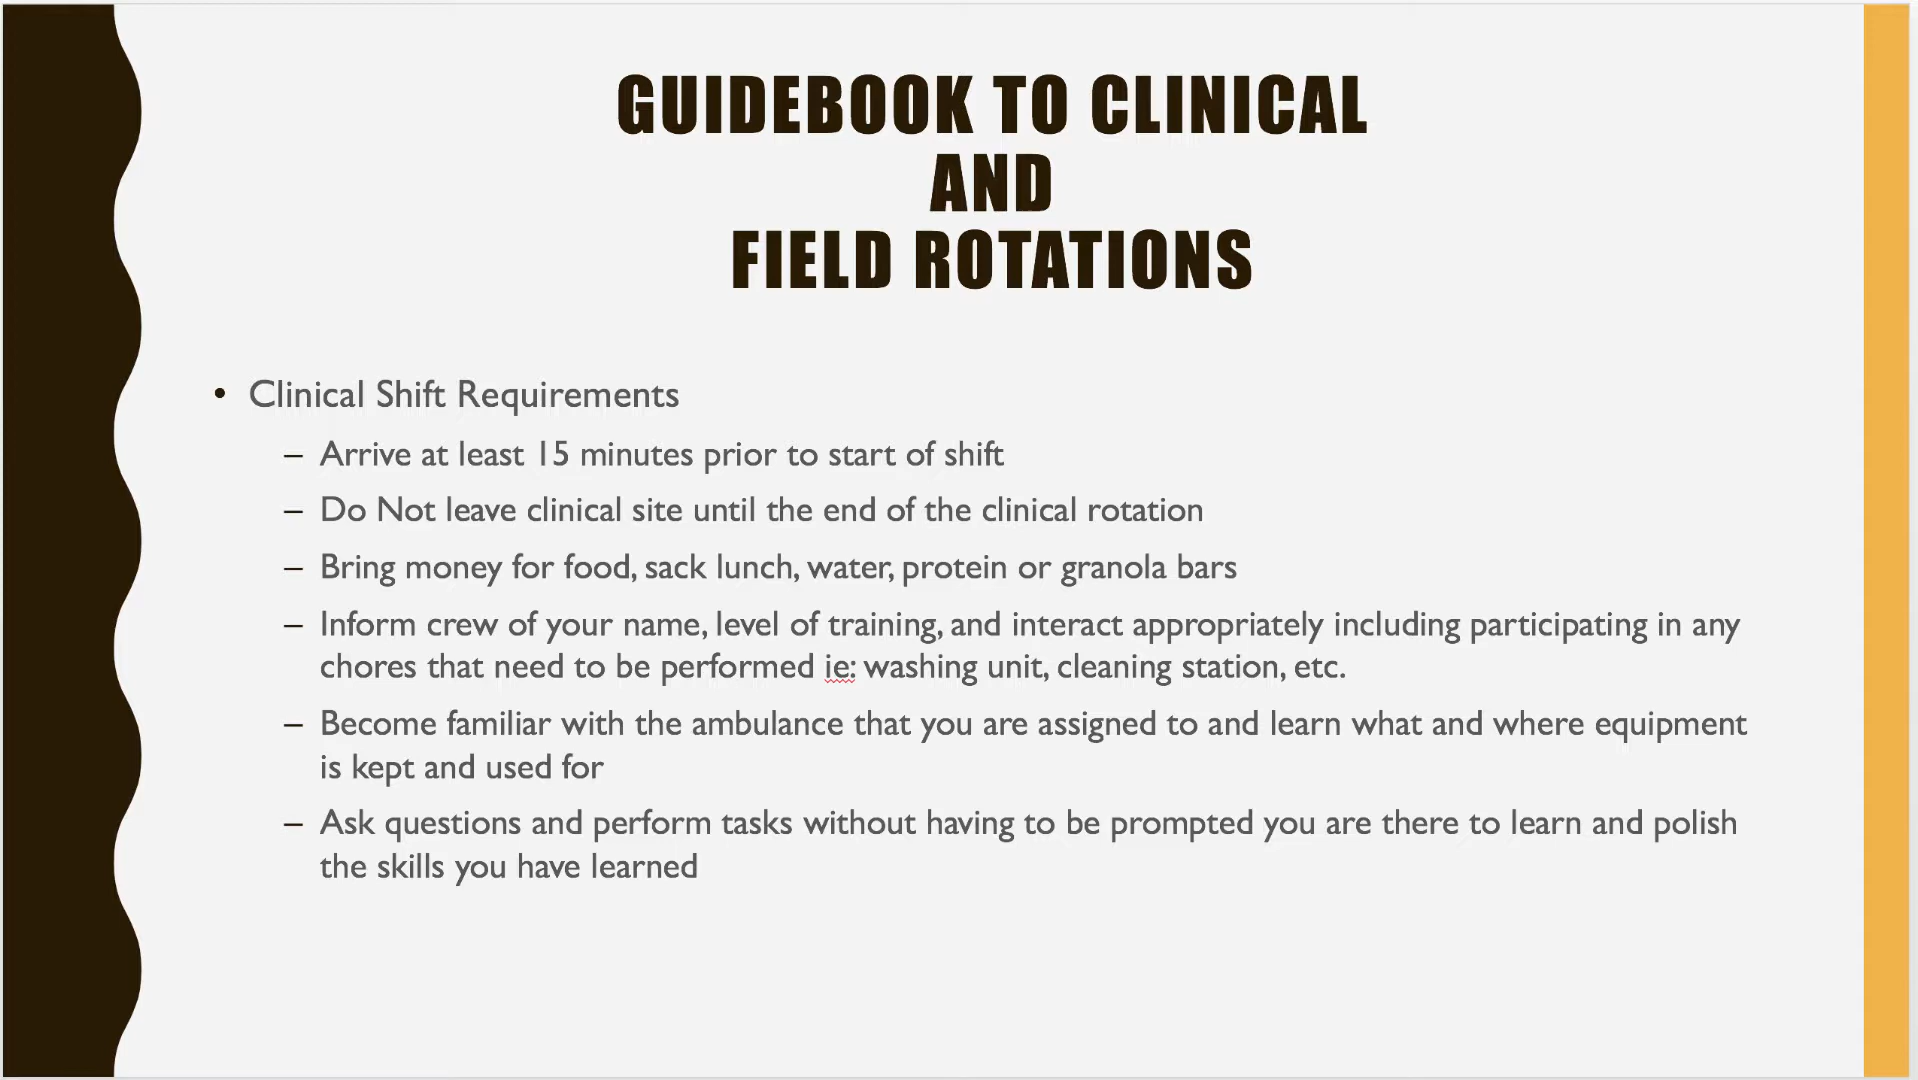 GUIDEBOOK TO CLINICAL
AND
FIELD ROTATIONS
• Clinical Shift Requirements
– Arrive at least 15 minutes prior to start of shift
– Do Not leave clinical site until the end of the clinical rotation
– Bring money for food, sack lunch, water, protein or granola bars
– Inform crew of your name, level of training, and interact appropriately including participating in any
chores that need to be performed ie: washing unit, cleaning station, etc.
– Become familiar with the ambulance that you are assigned to and learn what and where equipment
is kept and used for
– Ask questions and perform tasks without having to be prompted you are there to learn and polish
the skills you have learned